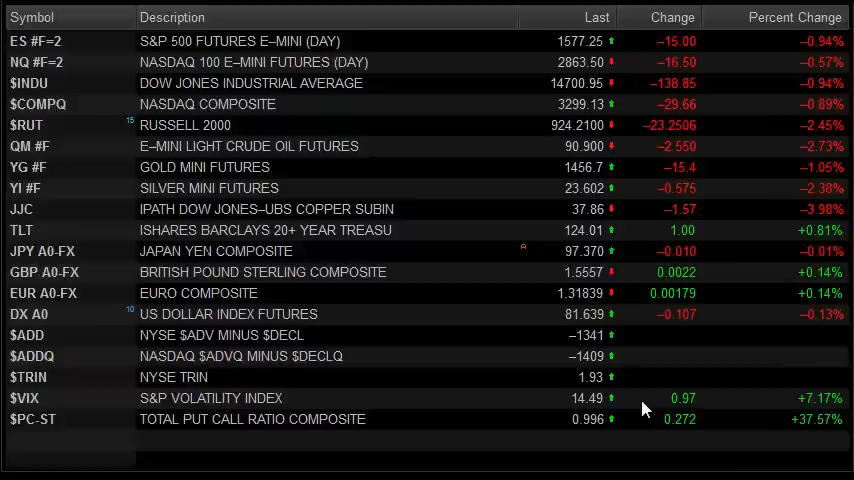 Symbol Description Last Change Percent Change
ES #F=2 S&P 500 FUTURES E–MINI (DAY) 1577.25 –15.00 –0.94%
NQ #F=2 NASDAQ 100 E–MINI FUTURES (DAY) 2863.50 –16.50 –0.57%
$INDU DOW JONES INDUSTRIAL AVERAGE 14700.95 –138.85 –0.94%
$COMPQ NASDAQ COMPOSITE 3299.13 –29.66 –0.89%
$RUT 15 RUSSELL 2000 924.2100 –23.2506 –2.45%
QM #F E–MINI LIGHT CRUDE OIL FUTURES 90.900 –2.550 –2.73%
YG #F GOLD MINI FUTURES 1456.7 –15.4 –1.05%
YI #F SILVER MINI FUTURES 23.602 –0.575 –2.38%
JJC IPATH DOW JONES–UBS COPPER SUBIN 37.86 –1.57 –3.98%
TLT ISHARES BARCLAYS 20+ YEAR TREASU 124.01 1.00 +0.81%
JPY A0-FX JAPAN YEN COMPOSITE 97.370 –0.010 –0.01%
GBP A0-FX BRITISH POUND STERLING COMPOSITE 1.5557 0.0022 +0.14%
EUR A0-FX EURO COMPOSITE 1.31839 0.00179 +0.14%
DX A0 10 US DOLLAR INDEX FUTURES 81.639 –0.107 –0.13%
$ADD NYSE $ADV MINUS $DECL –1341
$ADDQ NASDAQ $ADVQ MINUS $DECLQ –1409
$TRIN NYSE TRIN 1.93
$VIX S&P VOLATILITY INDEX 14.49 0.97 +7.17%
$PC-ST TOTAL PUT CALL RATIO COMPOSITE 0.996 0.272 +37.57%